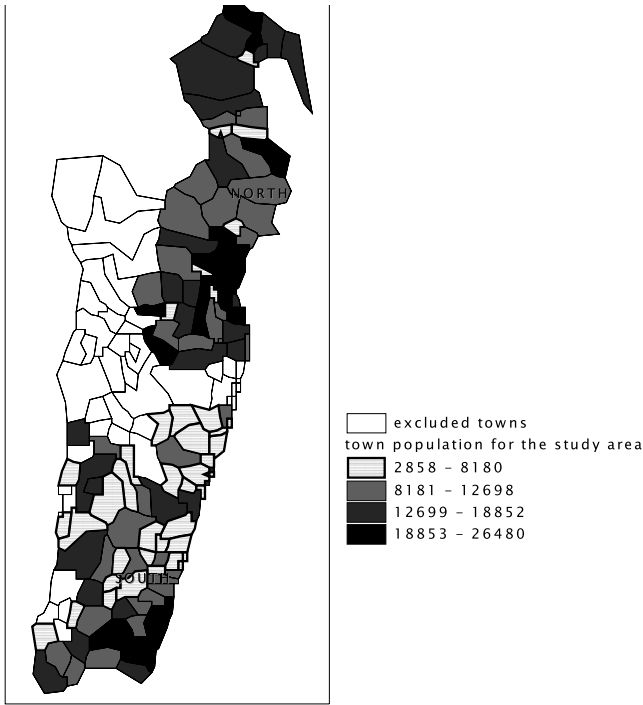 NORTH
excluded towns
town population for the study area
2858 – 8180
8181 – 12698
12699 – 18852
18853 – 26480
SOUTH